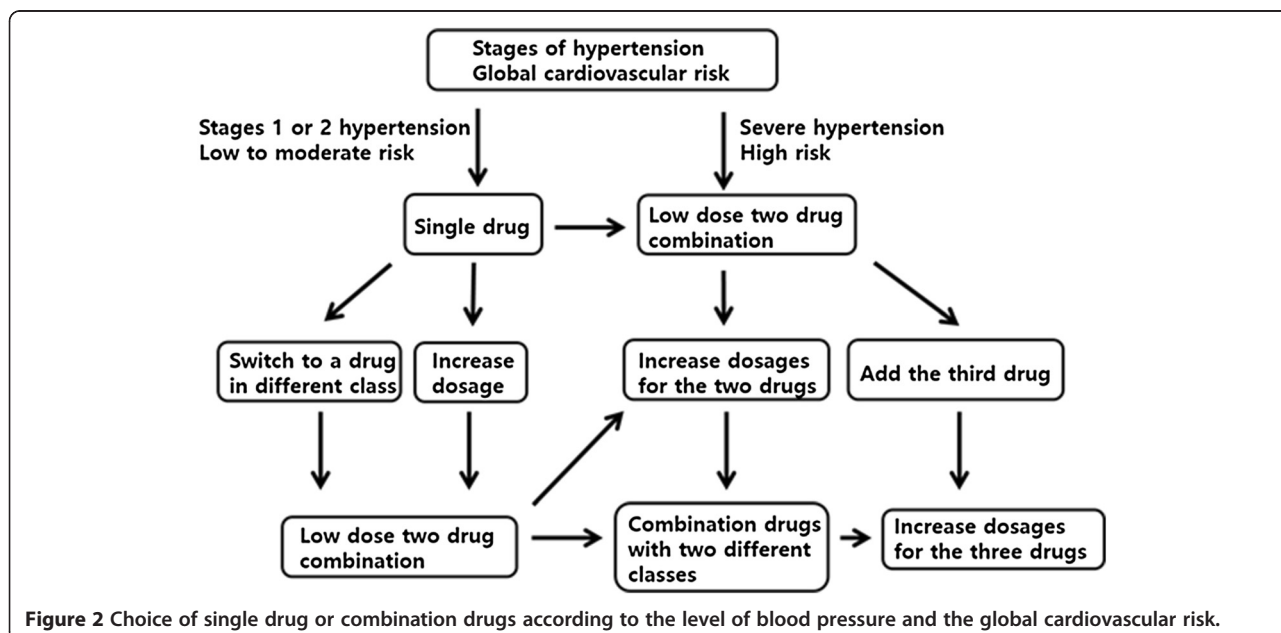 Stages of hypertension
Global cardiovascular risk
Stages 1 or 2 hypertension
Low to moderate risk
Severe hypertension
High risk
Single drug
Low dose two drug
combination
Switch to a drug
in different class
Increase
dosage
Increase dosages
for the two drugs
Add the third drug
Low dose two drug
combination
Combination drugs
with two different
classes
Increase dosages
for the three drugs
Figure 2 Choice of single drug or combination drugs according to the level of blood pressure and the global cardiovascular risk.